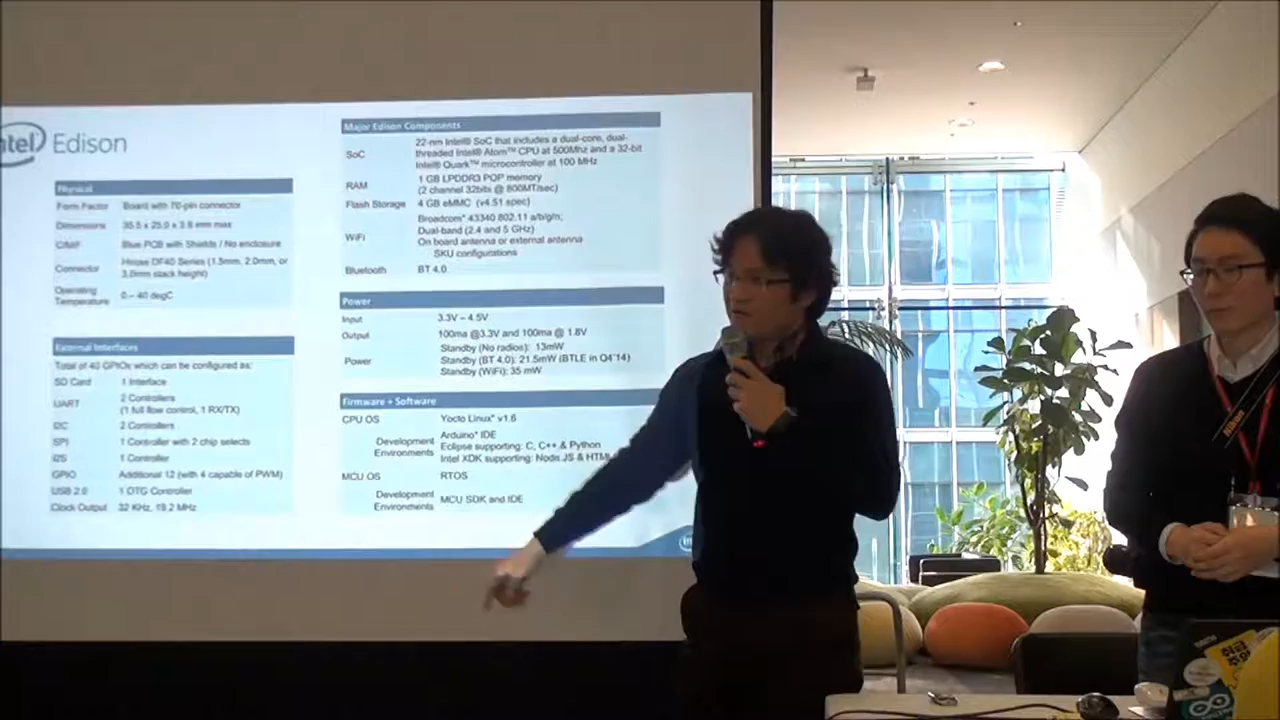 intel Edison
Physical
Form Factor Board with 70-pin connector
Dimensions 35.5 x 25.0 x 3.9 mm max
C/M/F Blue PCB with Shields / No enclosure
Connector Hirose DF40 Series (1.5mm, 2.0mm, or
3.0mm stack height)
Operating
Temperature 0 – 40 degC
External Interfaces
Total of 40 GPIOs which can be configured as:
SD Card 1 Interface
UART 2 Controllers
(1 full flow control, 1 RX/TX)
I2C 2 Controllers
SPI 1 Controller with 2 chip selects
I2S 1 Controller
GPIO Additional 12 (with 4 capable of PWM)
USB 2.0 1 OTG Controller
Clock Output 32 KHz, 19.2 MHz
Major Edison Components
SoC 22-nm Intel® SoC that includes a dual-core, dual-
threaded Intel® Atom™ CPU at 500Mhz and a 32-bit
Intel® Quark™ microcontroller at 100 MHz
RAM 1 GB LPDDR3 POP memory
(2 channel 32bits @ 800MT/sec)
Flash Storage 4 GB eMMC (v4.51 spec)
WiFi Broadcom* 43340 802.11 a/b/g/n;
Dual-band (2.4 and 5 GHz)
On board antenna or external antenna
SKU configurations
Bluetooth BT 4.0
Power
Input 3.3V – 4.5V
Output 100ma @3.3V and 100ma @ 1.8V
Power Standby (No radios): 13mW
Standby (BT 4.0): 21.5mW (BTLE in Q4'14)
Standby (WiFi): 35 mW
Firmware + Software
CPU OS Yocto Linux* v1.6
Development
Environments Arduino* IDE
Eclipse supporting: C, C++ & Python
Intel XDK supporting: Node.JS & HTML
MCU OS RTOS
Development
Environments MCU SDK and IDE
Nikon
취급
주의